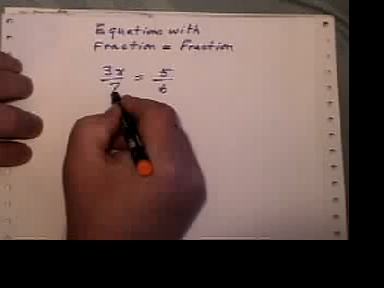 Equations with
Fraction = Fraction
3x/7 = 5/6